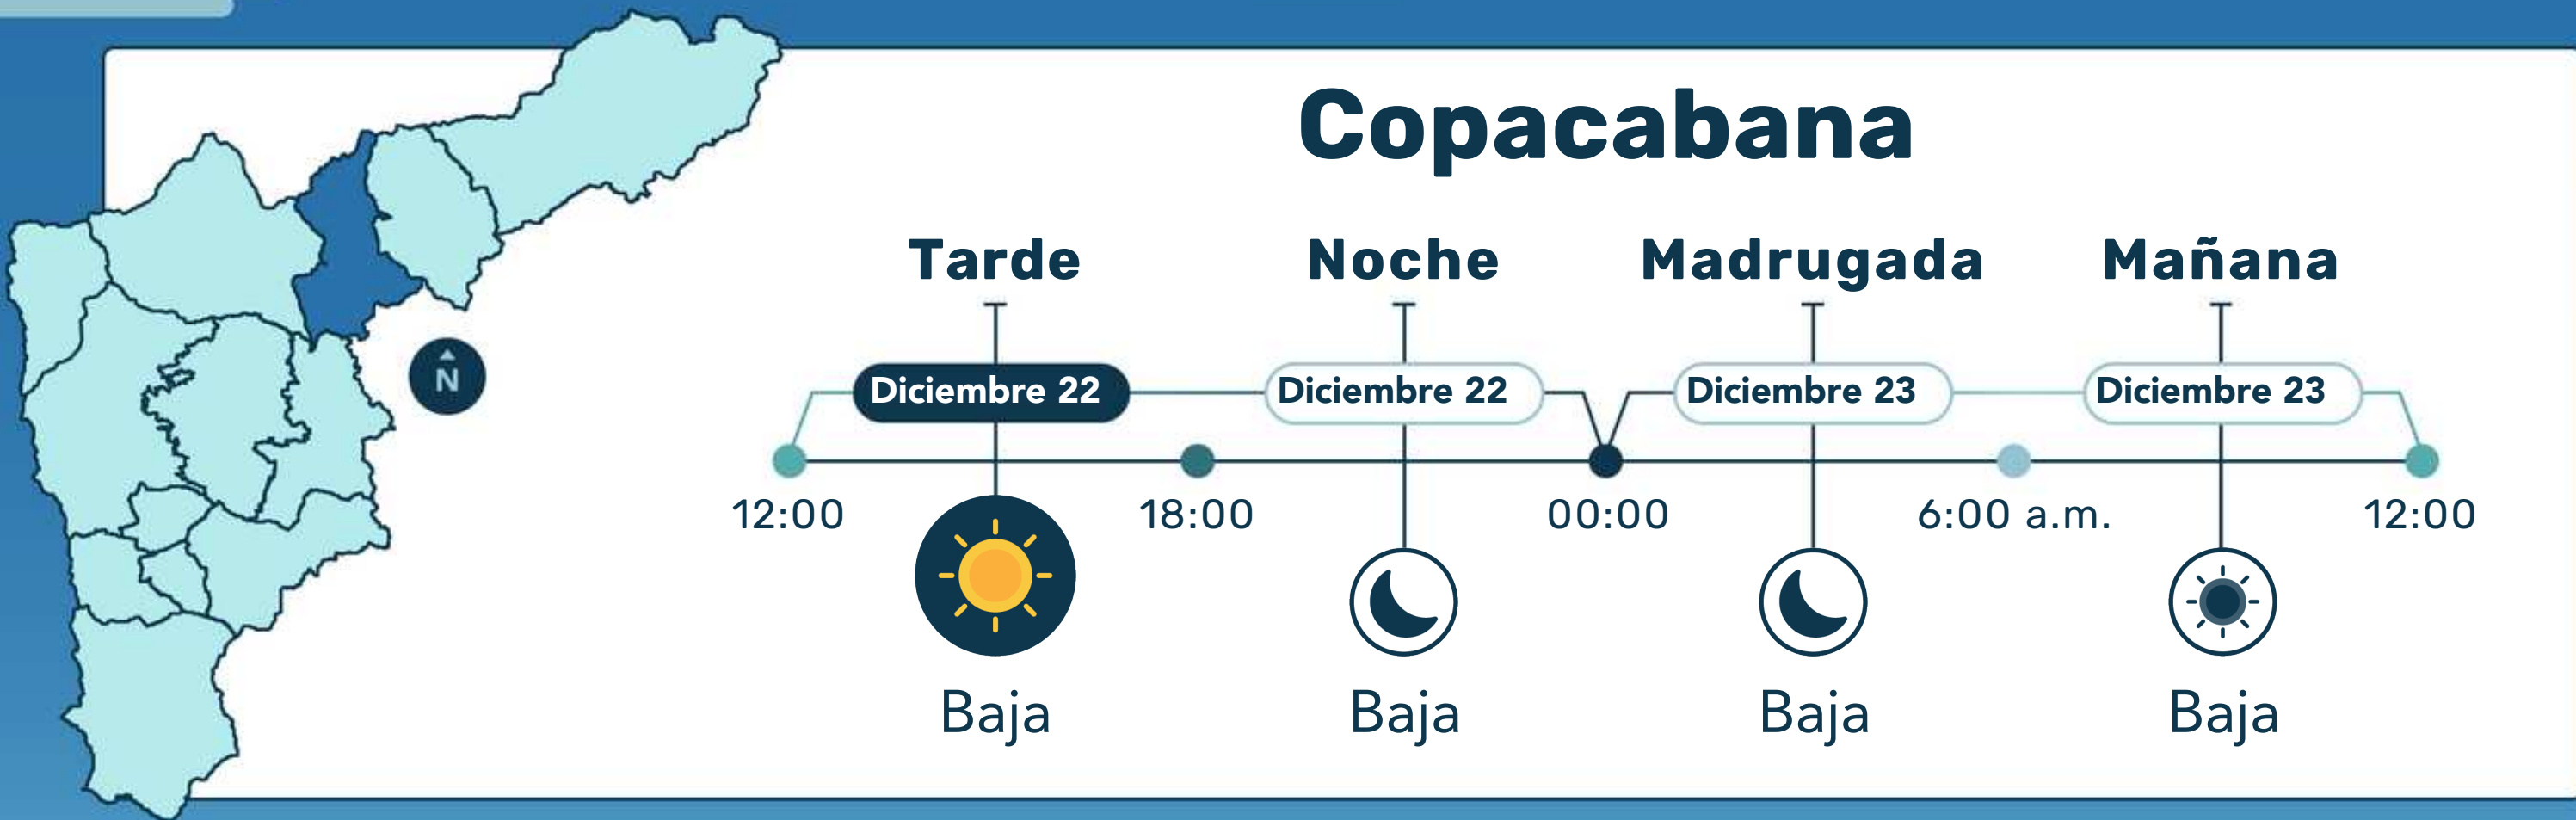 Copacabana
Tarde Noche Madrugada Mañana
Diciembre 22 Diciembre 22 Diciembre 23 Diciembre 23
N
12:00 18:00 00:00 6:00 a.m. 12:00
Baja Baja Baja Baja